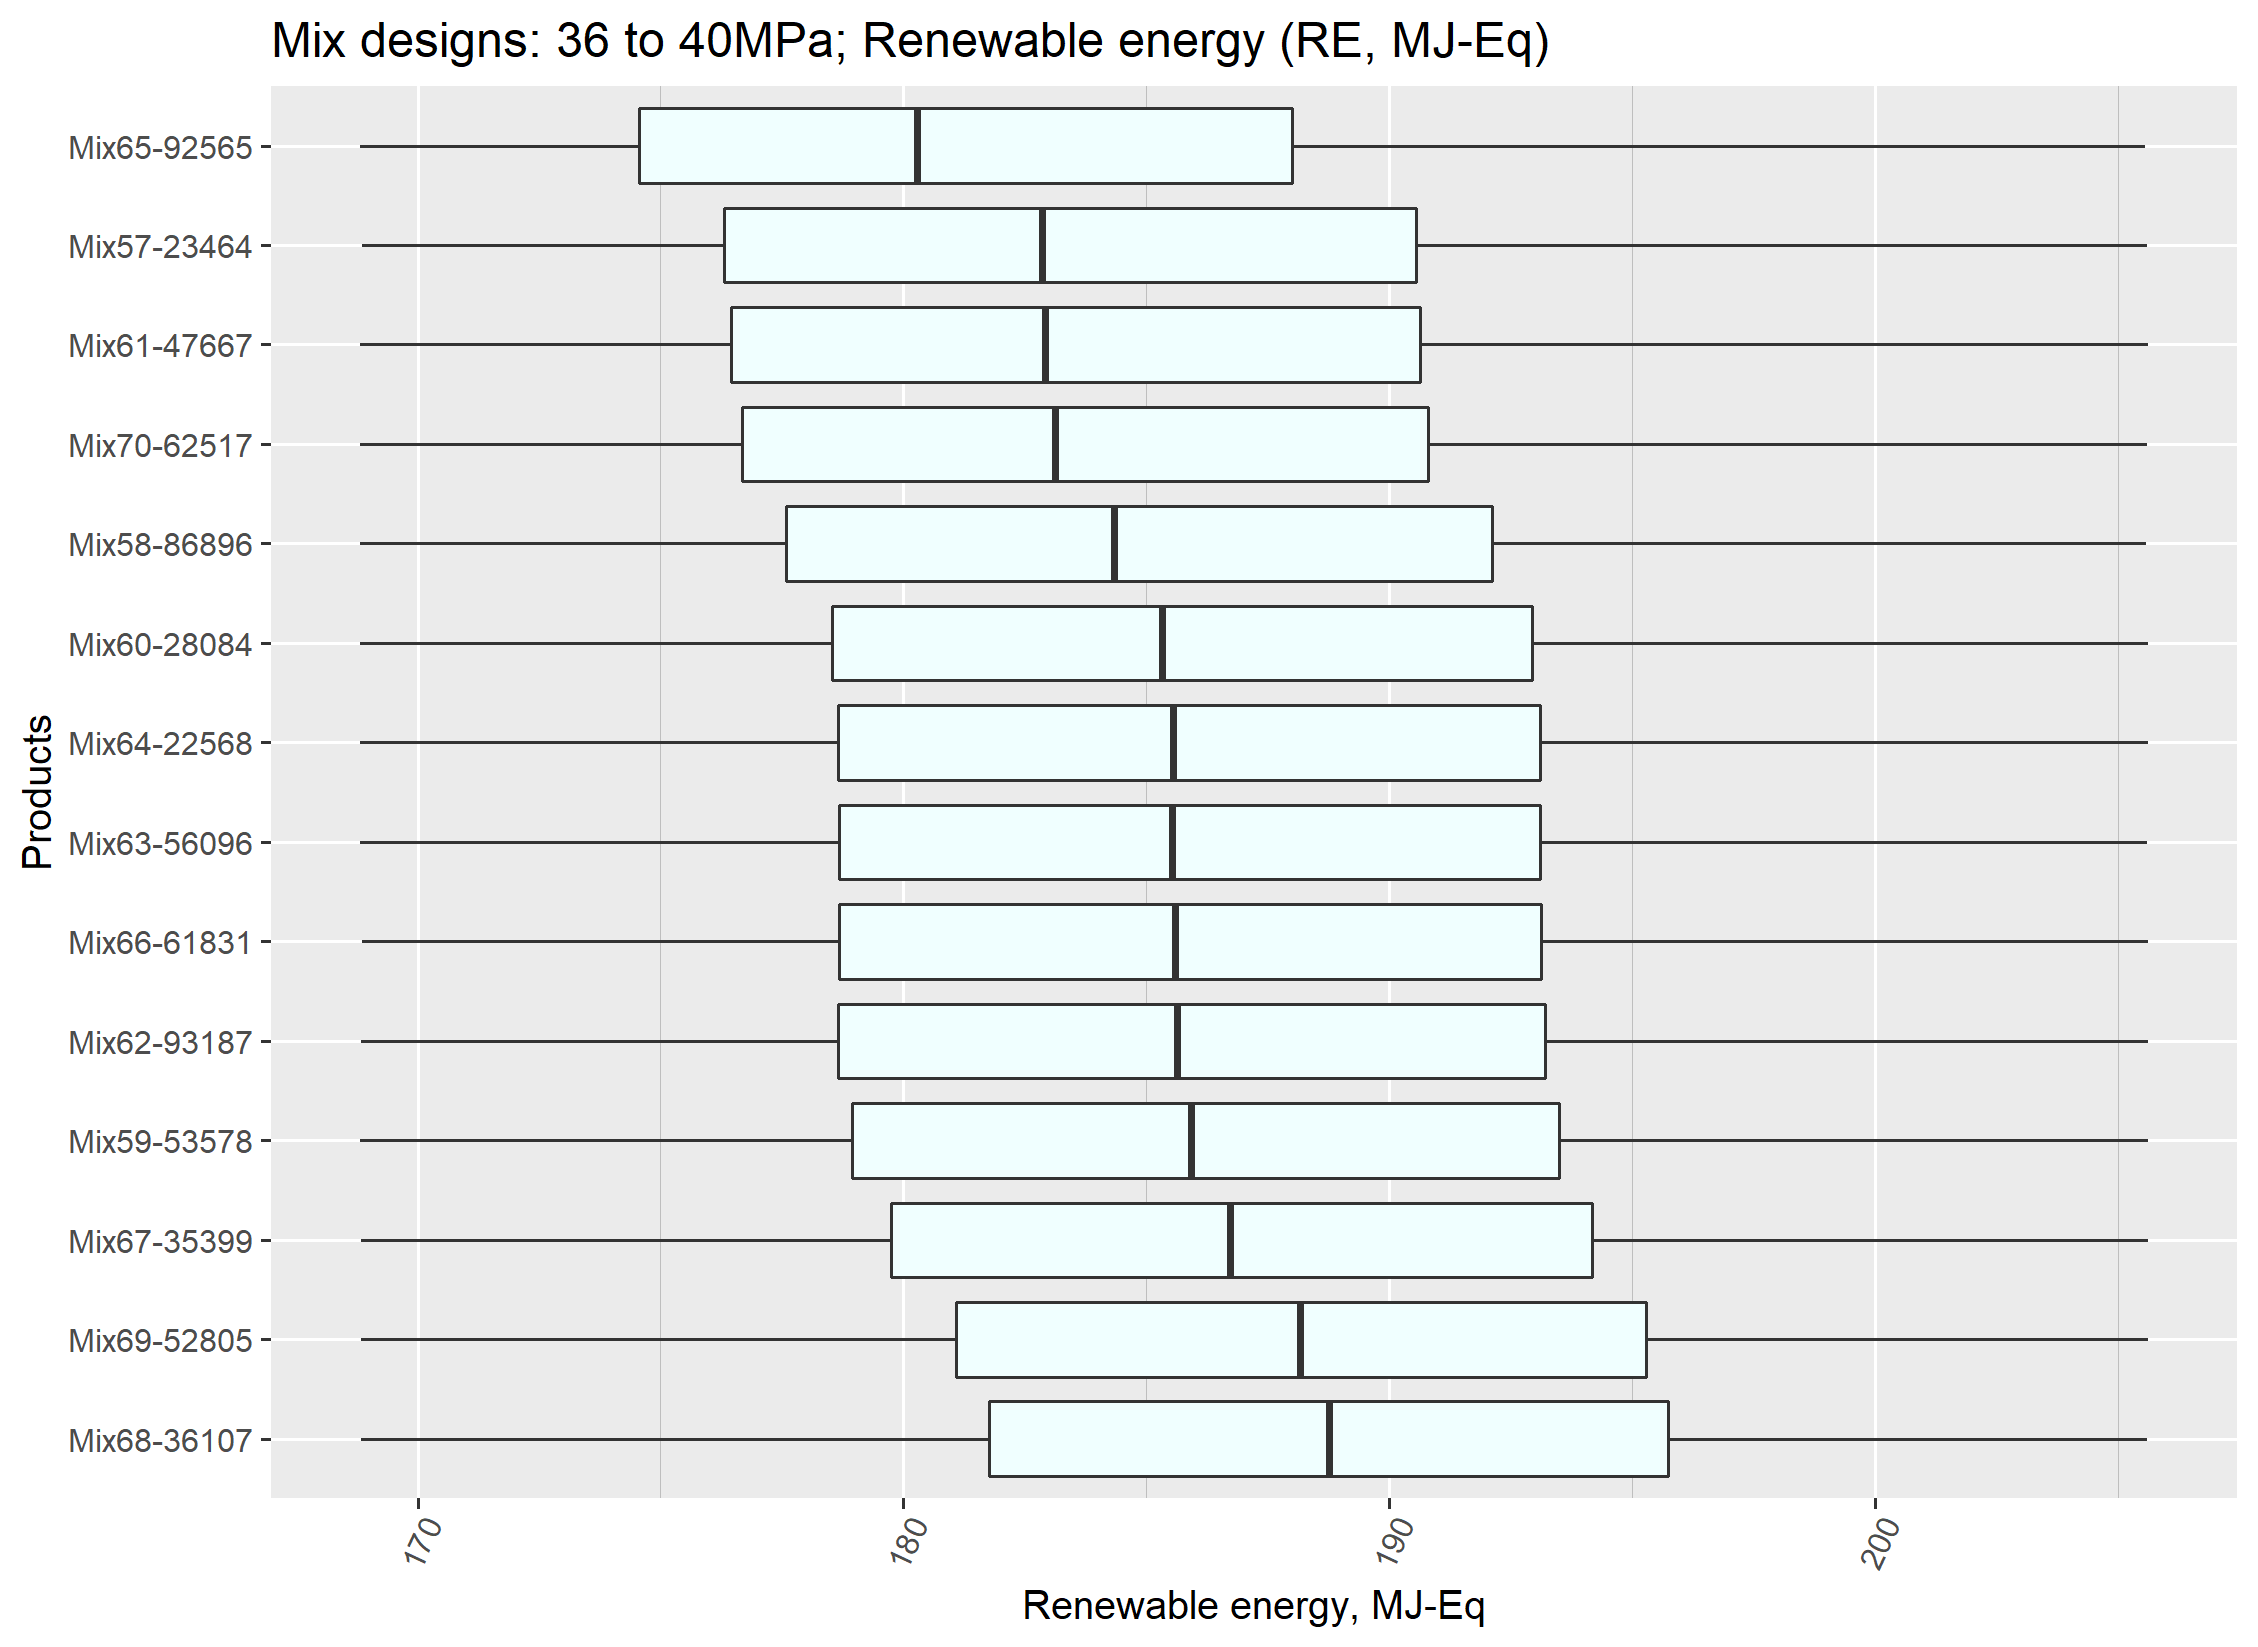 Mix designs: 36 to 40MPa; Renewable energy (RE, MJ-Eq)
Products
Mix65-92565
Mix57-23464
Mix61-47667
Mix70-62517
Mix58-86896
Mix60-28084
Mix64-22568
Mix63-56096
Mix66-61831
Mix62-93187
Mix59-53578
Mix67-35399
Mix69-52805
Mix68-36107
170 180 190 200
Renewable energy, MJ-Eq